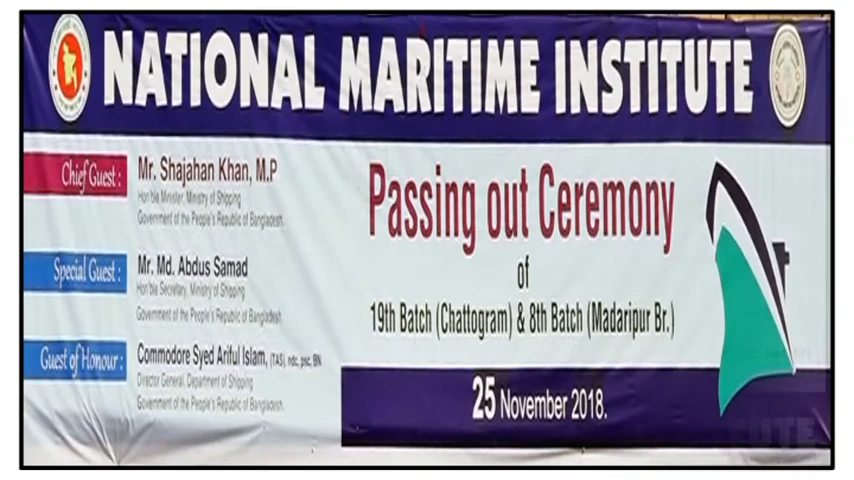 NATIONAL MARITIME INSTITUTE
Chief Guest :
Mr. Shajahan Khan, M.P
Hon'ble Minister, Ministry of Shipping
Government of the People's Republic of Bangladesh.
Special Guest :
Mr. Md. Abdus Samad
Hon'ble Secretary, Ministry of Shipping
Government of the People's Republic of Bangladesh.
Guest of Honour :
Commodore Syed Ariful Islam, (TAS), ndc, psc, BN
Director General, Department of Shipping
Government of the People's Republic of Bangladesh.
Passing out Ceremony
of
19th Batch (Chattogram) & 8th Batch (Madaripur Br.)
25 November 2018.